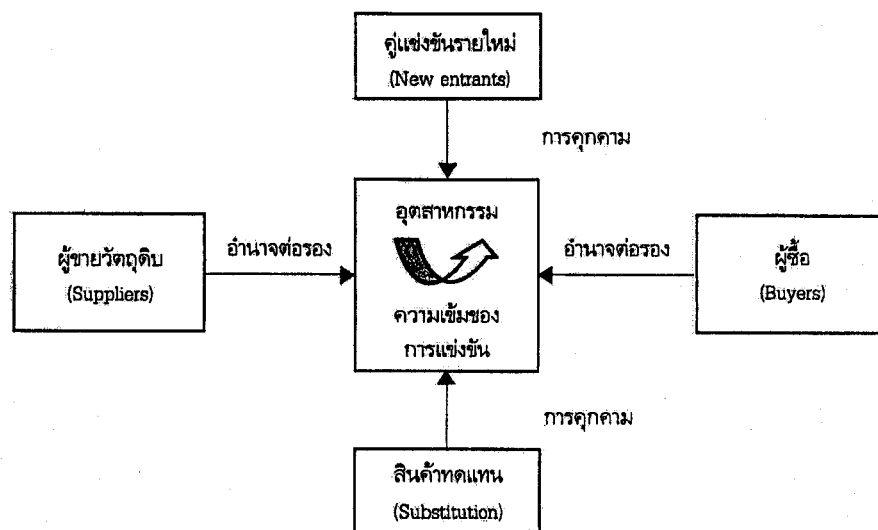 คู่แข่งขันรายใหม่
(New entrants)
การคุกคาม
อุตสาหกรรม
ผู้ขายวัตถุดิบ
(Suppliers)
อำนาจต่อรอง
อำนาจต่อรอง
ผู้ซื้อ
(Buyers)
ความเข้มของ
การแข่งขัน
การคุกคาม
สินค้าทดแทน
(Substitution)